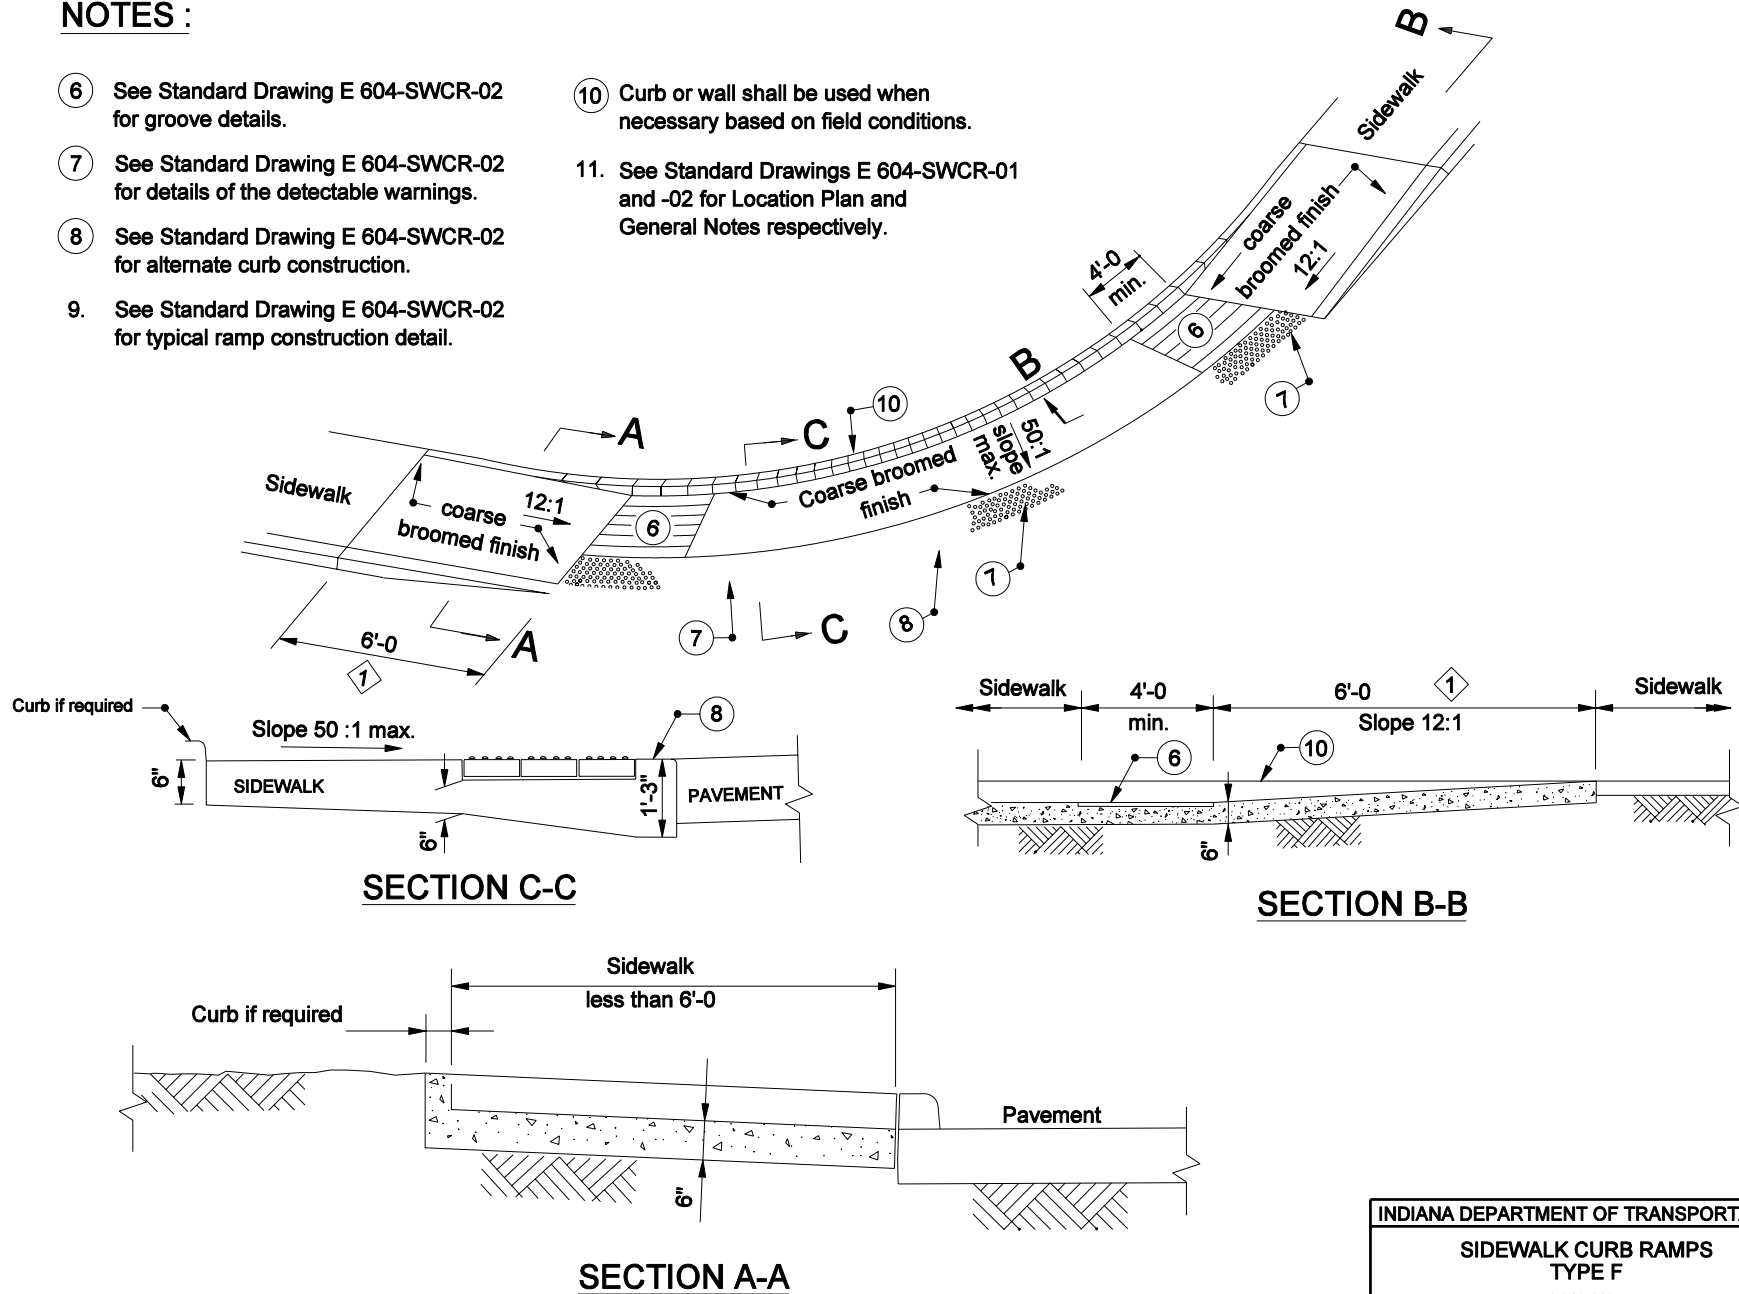 NOTES :
6 See Standard Drawing E 604-SWCR-02
for groove details.
7 See Standard Drawing E 604-SWCR-02
for details of the detectable warnings.
8 See Standard Drawing E 604-SWCR-02
for alternate curb construction.
9. See Standard Drawing E 604-SWCR-02
for typical ramp construction detail.
10 Curb or wall shall be used when
necessary based on field conditions.
11. See Standard Drawings E 604-SWCR-01
and -02 for Location Plan and
General Notes respectively.
B
Sidewalk
coarse
broomed finish
12:1
4'-0
min.
6
7
B
10
A
C
50:1
slope
max.
Coarse broomed
finish
Sidewalk
12:1
coarse
broomed finish
6
7
7
8
C
A
6'-0
1
Curb if required
Slope 50 :1 max.
8
6"
SIDEWALK
1'-3"
PAVEMENT
6"
SECTION C-C
Sidewalk
4'-0
min.
6'-0
1
Slope 12:1
Sidewalk
6
10
6"
SECTION B-B
Sidewalk
less than 6'-0
Curb if required
Pavement
6"
SECTION A-A
INDIANA DEPARTMENT OF TRANSPORT
SIDEWALK CURB RAMPS
TYPE F